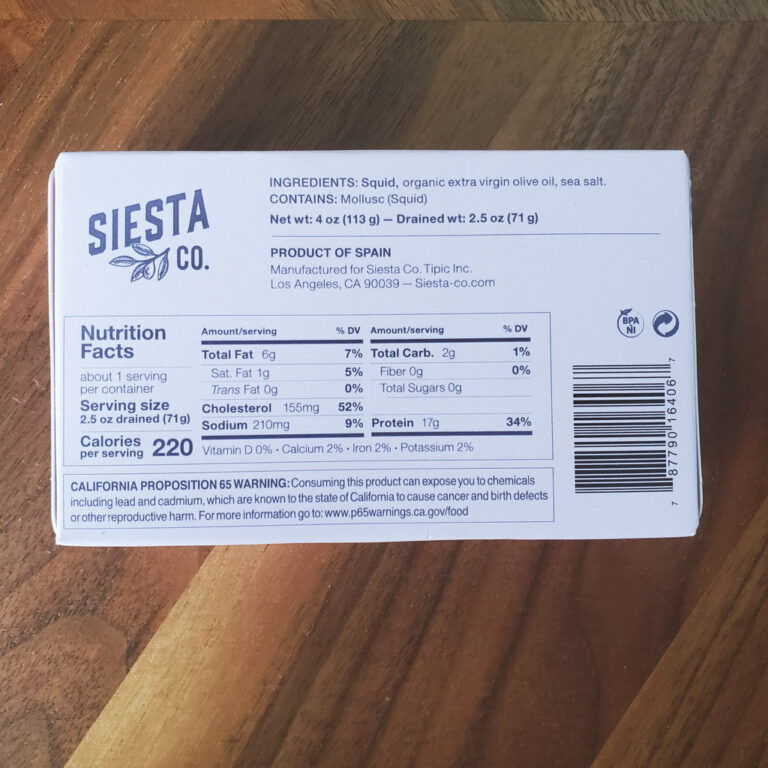 SIESTA
CO.
INGREDIENTS: Squid, organic extra virgin olive oil, sea salt.
CONTAINS: Mollusc (Squid)
Net wt: 4 oz (113 g) — Drained wt: 2.5 oz (71 g)
PRODUCT OF SPAIN
Manufactured for Siesta Co. Tipic Inc.
Los Angeles, CA 90039 — Siesta-co.com
BPA
NI
Nutrition
Facts
about 1 serving
per container
Serving size
2.5 oz drained (71g)
Calories
per serving 220
Amount/serving % DV
Total Fat 6g 7%
Sat. Fat 1g 5%
Trans Fat 0g 0%
Cholesterol 155mg 52%
Sodium 210mg 9%
Amount/serving % DV
Total Carb. 2g 1%
Fiber 0g 0%
Total Sugars 0g
Protein 17g 34%
Vitamin D 0% • Calcium 2% • Iron 2% • Potassium 2%
CALIFORNIA PROPOSITION 65 WARNING: Consuming this product can expose you to chemicals
including lead and cadmium, which are known to the state of California to cause cancer and birth defects
or other reproductive harm. For more information go to: www.p65warnings.ca.gov/food
7 87790 16406 7